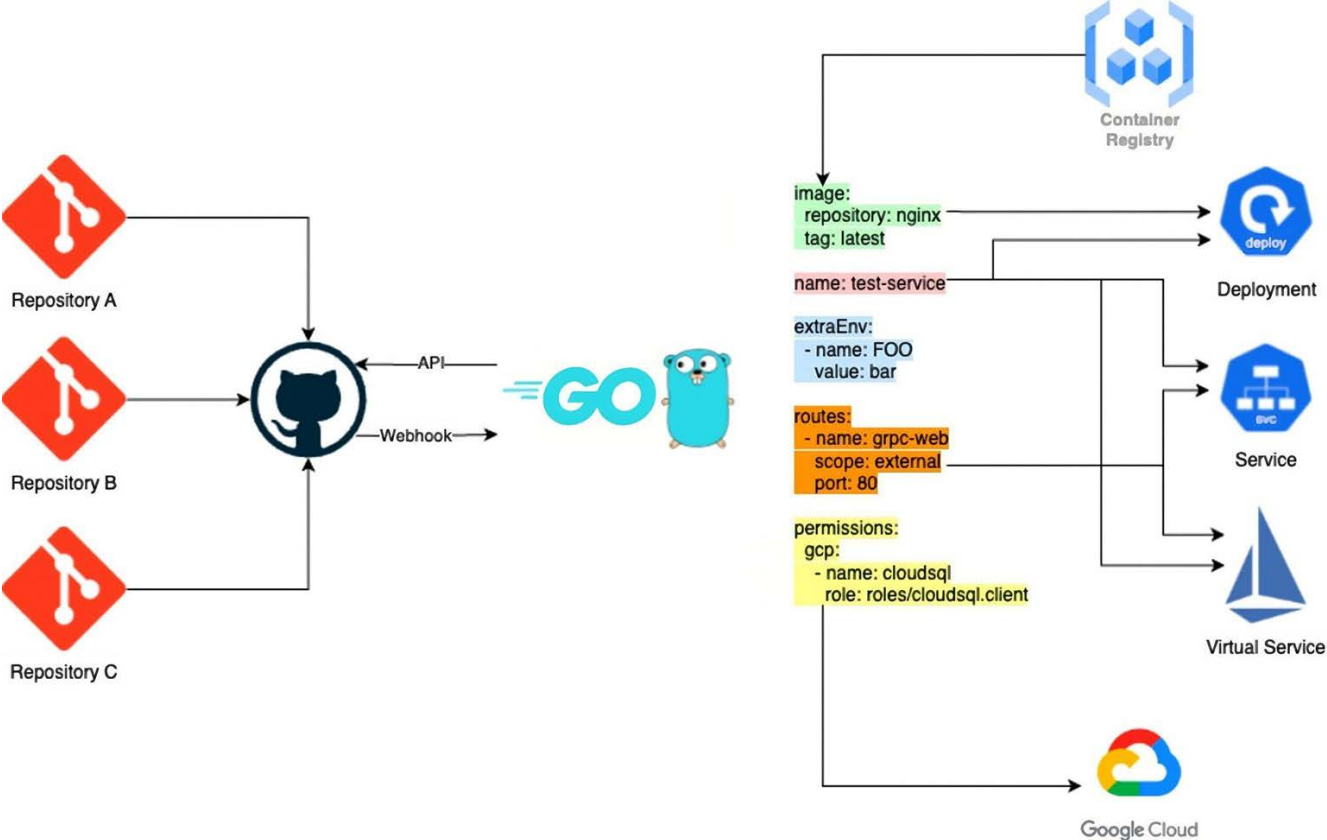 Container
Registry
image:
repository: nginx
tag: latest
deploy
Deployment
name: test-service
extraEnv:
- name: FOO
value: bar
Repository A
API
GO
Webhook
Repository B
SVC
Service
routes:
- name: grpc-web
scope: external
port: 80
permissions:
gcp:
- name: cloudsql
role: roles/cloudsql.client
Virtual Service
Repository C
Google Cloud